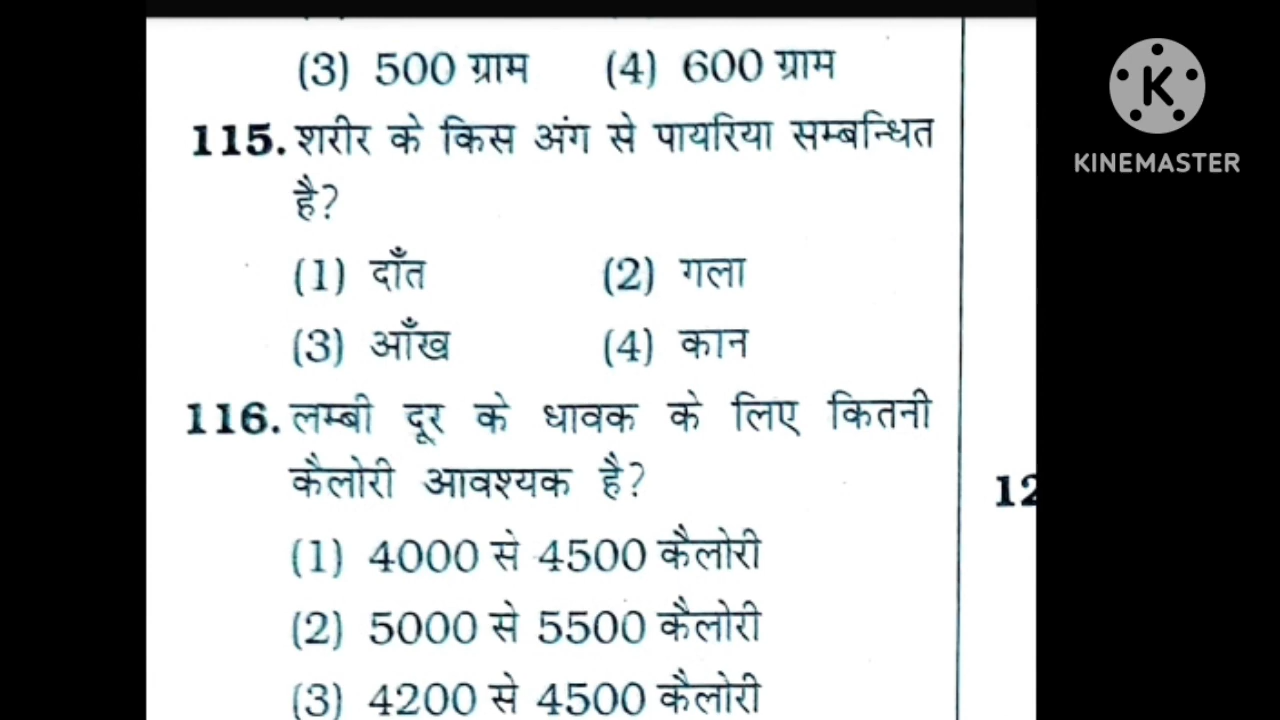 (3) 500 ग्राम (4) 600 ग्राम
115. शरीर के किस अंग से पायरिया सम्बन्धित
है?
(1) दाँत (2) गला
(3) आँख (4) कान
116. लम्बी दूर के धावक के लिए कितनी
कैलोरी आवश्यक है?
(1) 4000 से 4500 कैलोरी
(2) 5000 से 5500 कैलोरी
(3) 4200 से 4500 कैलोरी
12
K
KINEMASTER